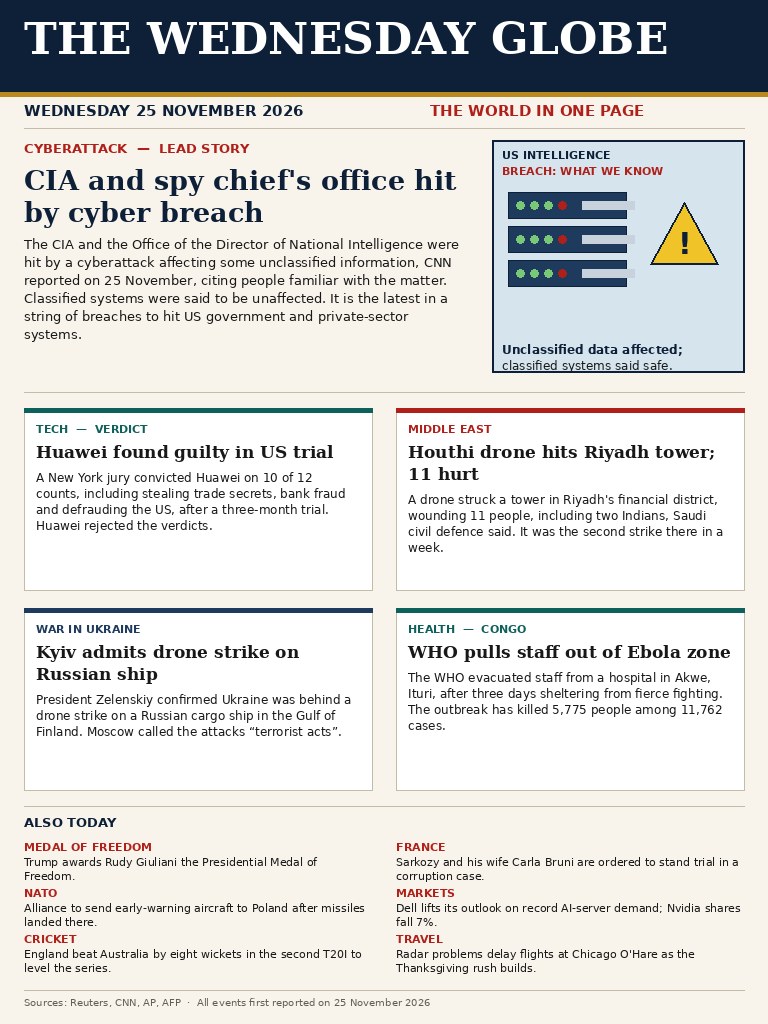 THE WEDNESDAY GLOBE
WEDNESDAY 25 NOVEMBER 2026
THE WORLD IN ONE PAGE
CYBERATTACK — LEAD STORY
CIA and spy chief's office hit
by cyber breach
The CIA and the Office of the Director of National Intelligence were
hit by a cyberattack affecting some unclassified information, CNN
reported on 25 November, citing people familiar with the matter.
Classified systems were said to be unaffected. It is the latest in a
string of breaches to hit US government and private-sector
systems.
US INTELLIGENCE
BREACH: WHAT WE KNOW
!
Unclassified data affected;
classified systems said safe.
TECH — VERDICT
Huawei found guilty in US trial
A New York jury convicted Huawei on 10 of 12
counts, including stealing trade secrets, bank fraud
and defrauding the US, after a three-month trial.
Huawei rejected the verdicts.
MIDDLE EAST
Houthi drone hits Riyadh tower;
11 hurt
A drone struck a tower in Riyadh's financial district,
wounding 11 people, including two Indians, Saudi
civil defence said. It was the second strike there in a
week.
WAR IN UKRAINE
Kyiv admits drone strike on
Russian ship
President Zelenskiy confirmed Ukraine was behind a
drone strike on a Russian cargo ship in the Gulf of
Finland. Moscow called the attacks “terrorist acts”.
HEALTH — CONGO
WHO pulls staff out of Ebola zone
The WHO evacuated staff from a hospital in Akwe,
Ituri, after three days sheltering from fierce fighting.
The outbreak has killed 5,775 people among 11,762
cases.
ALSO TODAY
MEDAL OF FREEDOM
Trump awards Rudy Giuliani the Presidential Medal of
Freedom.
NATO
Alliance to send early-warning aircraft to Poland after missiles
landed there.
CRICKET
England beat Australia by eight wickets in the second T20I to
level the series.
FRANCE
Sarkozy and his wife Carla Bruni are ordered to stand trial in a
corruption case.
MARKETS
Dell lifts its outlook on record AI-server demand; Nvidia shares
fall 7%.
TRAVEL
Radar problems delay flights at Chicago O'Hare as the
Thanksgiving rush builds.
Sources: Reuters, CNN, AP, AFP · All events first reported on 25 November 2026